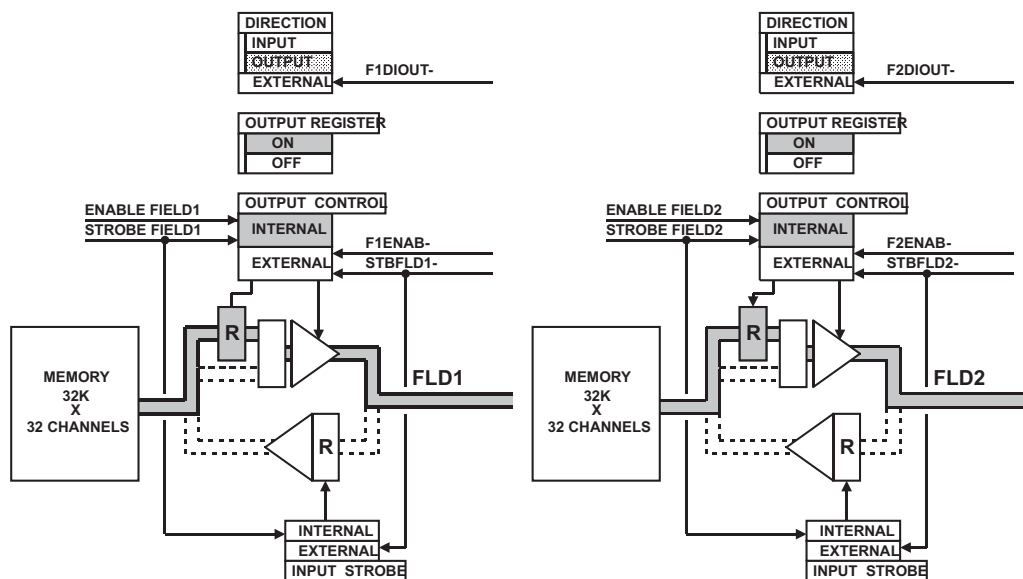 DIRECTION
INPUT
OUTPUT
EXTERNAL
F1DIOUT-
OUTPUT REGISTER
ON
OFF
OUTPUT CONTROL
ENABLE FIELD1
STROBE FIELD1
INTERNAL
EXTERNAL
F1ENAB-
STBFLD1-
R
MEMORY
32K
X
32 CHANNELS
FLD1
R
INTERNAL
EXTERNAL
INPUT STROBE
DIRECTION
INPUT
OUTPUT
EXTERNAL
F2DIOUT-
OUTPUT REGISTER
ON
OFF
OUTPUT CONTROL
ENABLE FIELD2
STROBE FIELD2
INTERNAL
EXTERNAL
F2ENAB-
STBFLD2-
R
MEMORY
32K
X
32 CHANNELS
FLD2
R
INTERNAL
EXTERNAL
INPUT STROBE